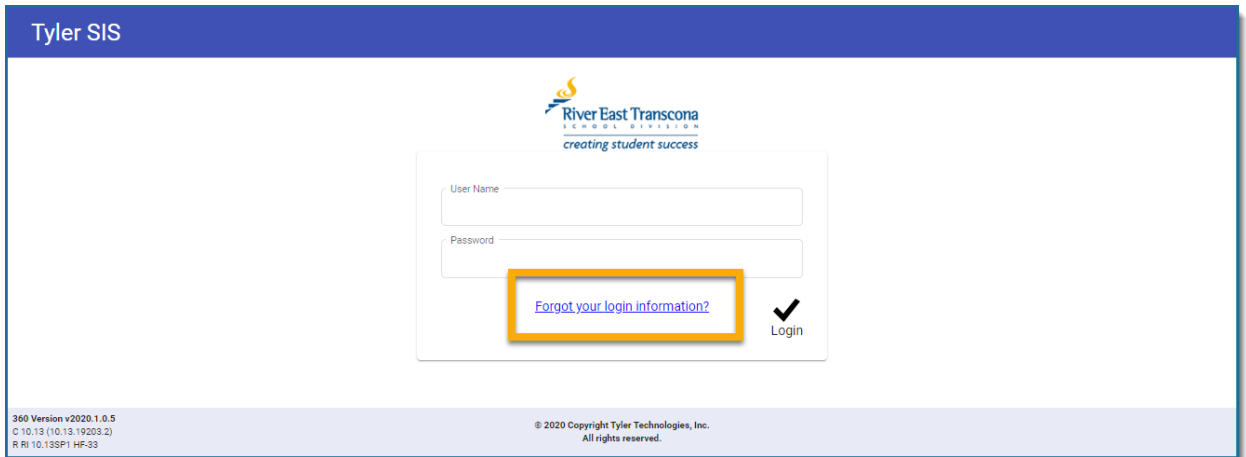 Tyler SIS
River East Transcona
SCHOOL DIVISION
creating student success
User Name
Password
Forgot your login information?
Login
360 Version v2020.1.0.5
C 10.13 (10.13.19203.2)
R RI 10.13SP1 HF-33
© 2020 Copyright Tyler Technologies, Inc.
All rights reserved.